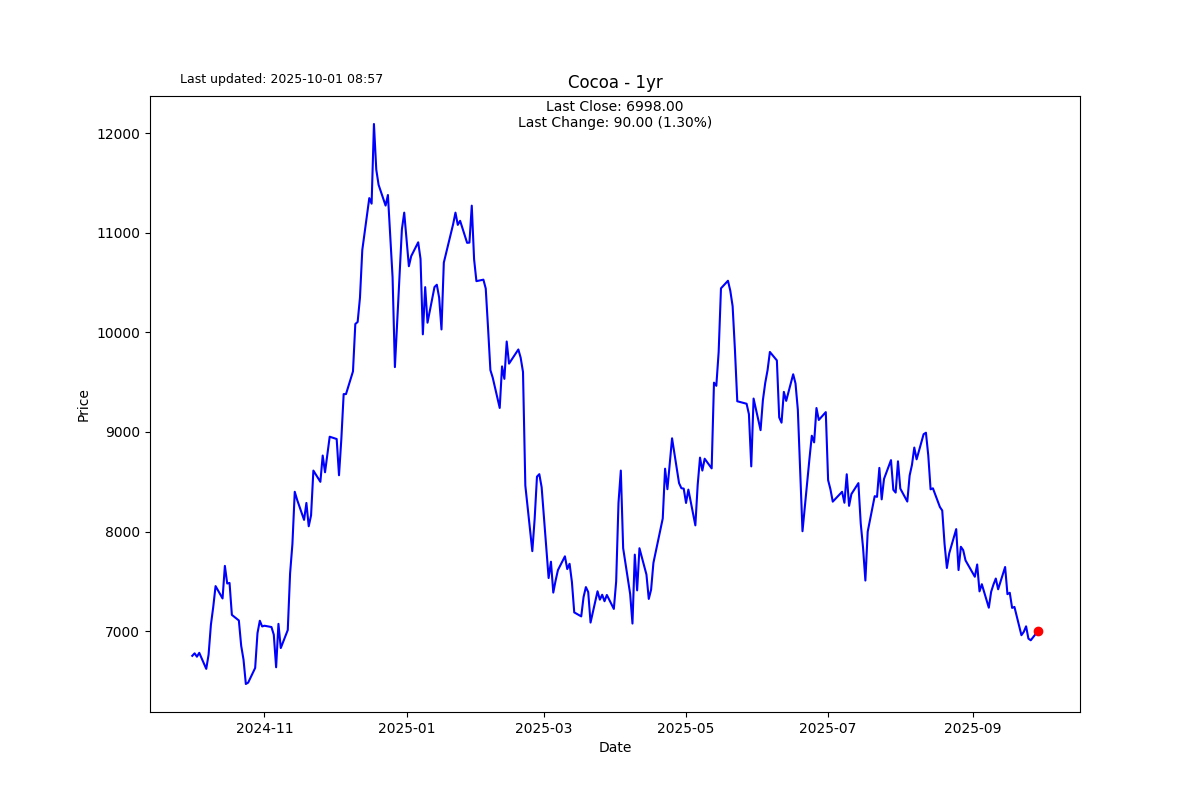 Last updated: 2025-10-01 08:57
Cocoa - 1yr
Last Close: 6998.00
Last Change: 90.00 (1.30%)
Price
12000
11000
10000
9000
8000
7000
2024-11
2025-01
2025-03
2025-05
2025-07
2025-09
Date